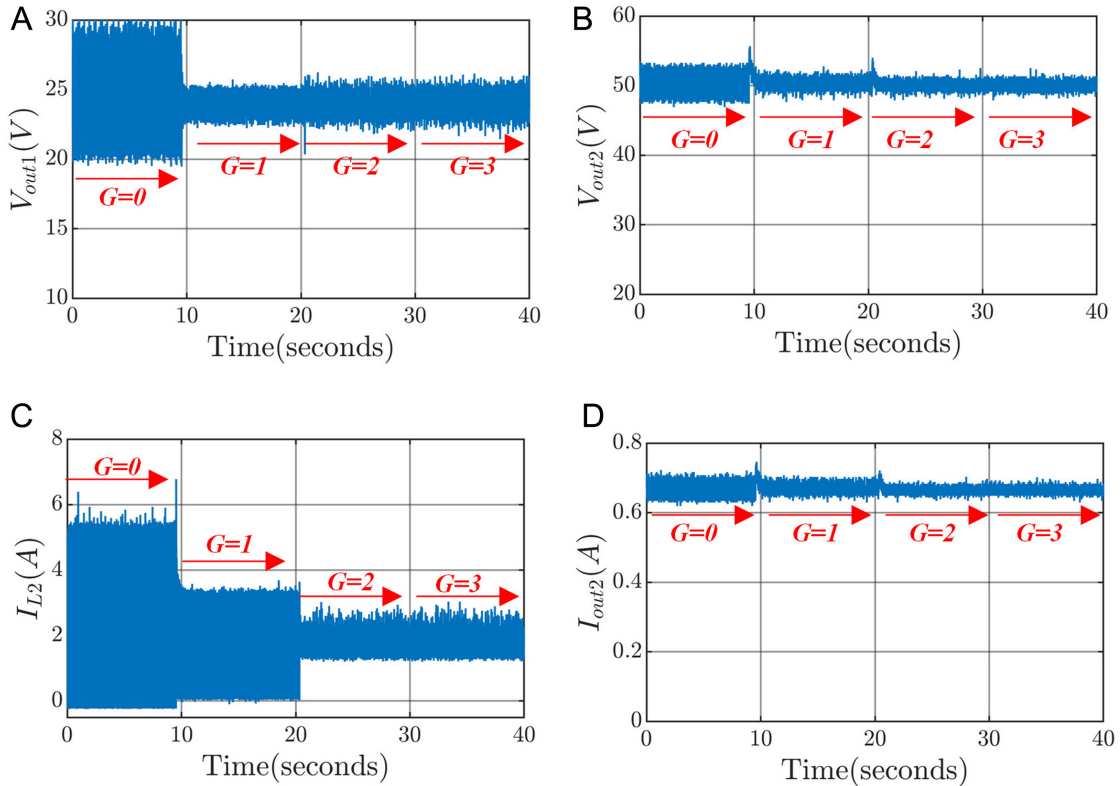 A
30
25
20
15
10
V_out1(V)
G=0
G=1
G=2
G=3
0
10
20
30
40
Time(seconds)
B
60
50
40
30
20
V_out2(V)
G=0
G=1
G=2
G=3
0
10
20
30
40
Time(seconds)
C
8
6
4
2
0
I_L2(A)
G=0
G=1
G=2
G=3
0
10
20
30
40
Time(seconds)
D
0.8
0.6
0.4
0.2
0
I_out2(A)
G=0
G=1
G=2
G=3
0
10
20
30
40
Time(seconds)